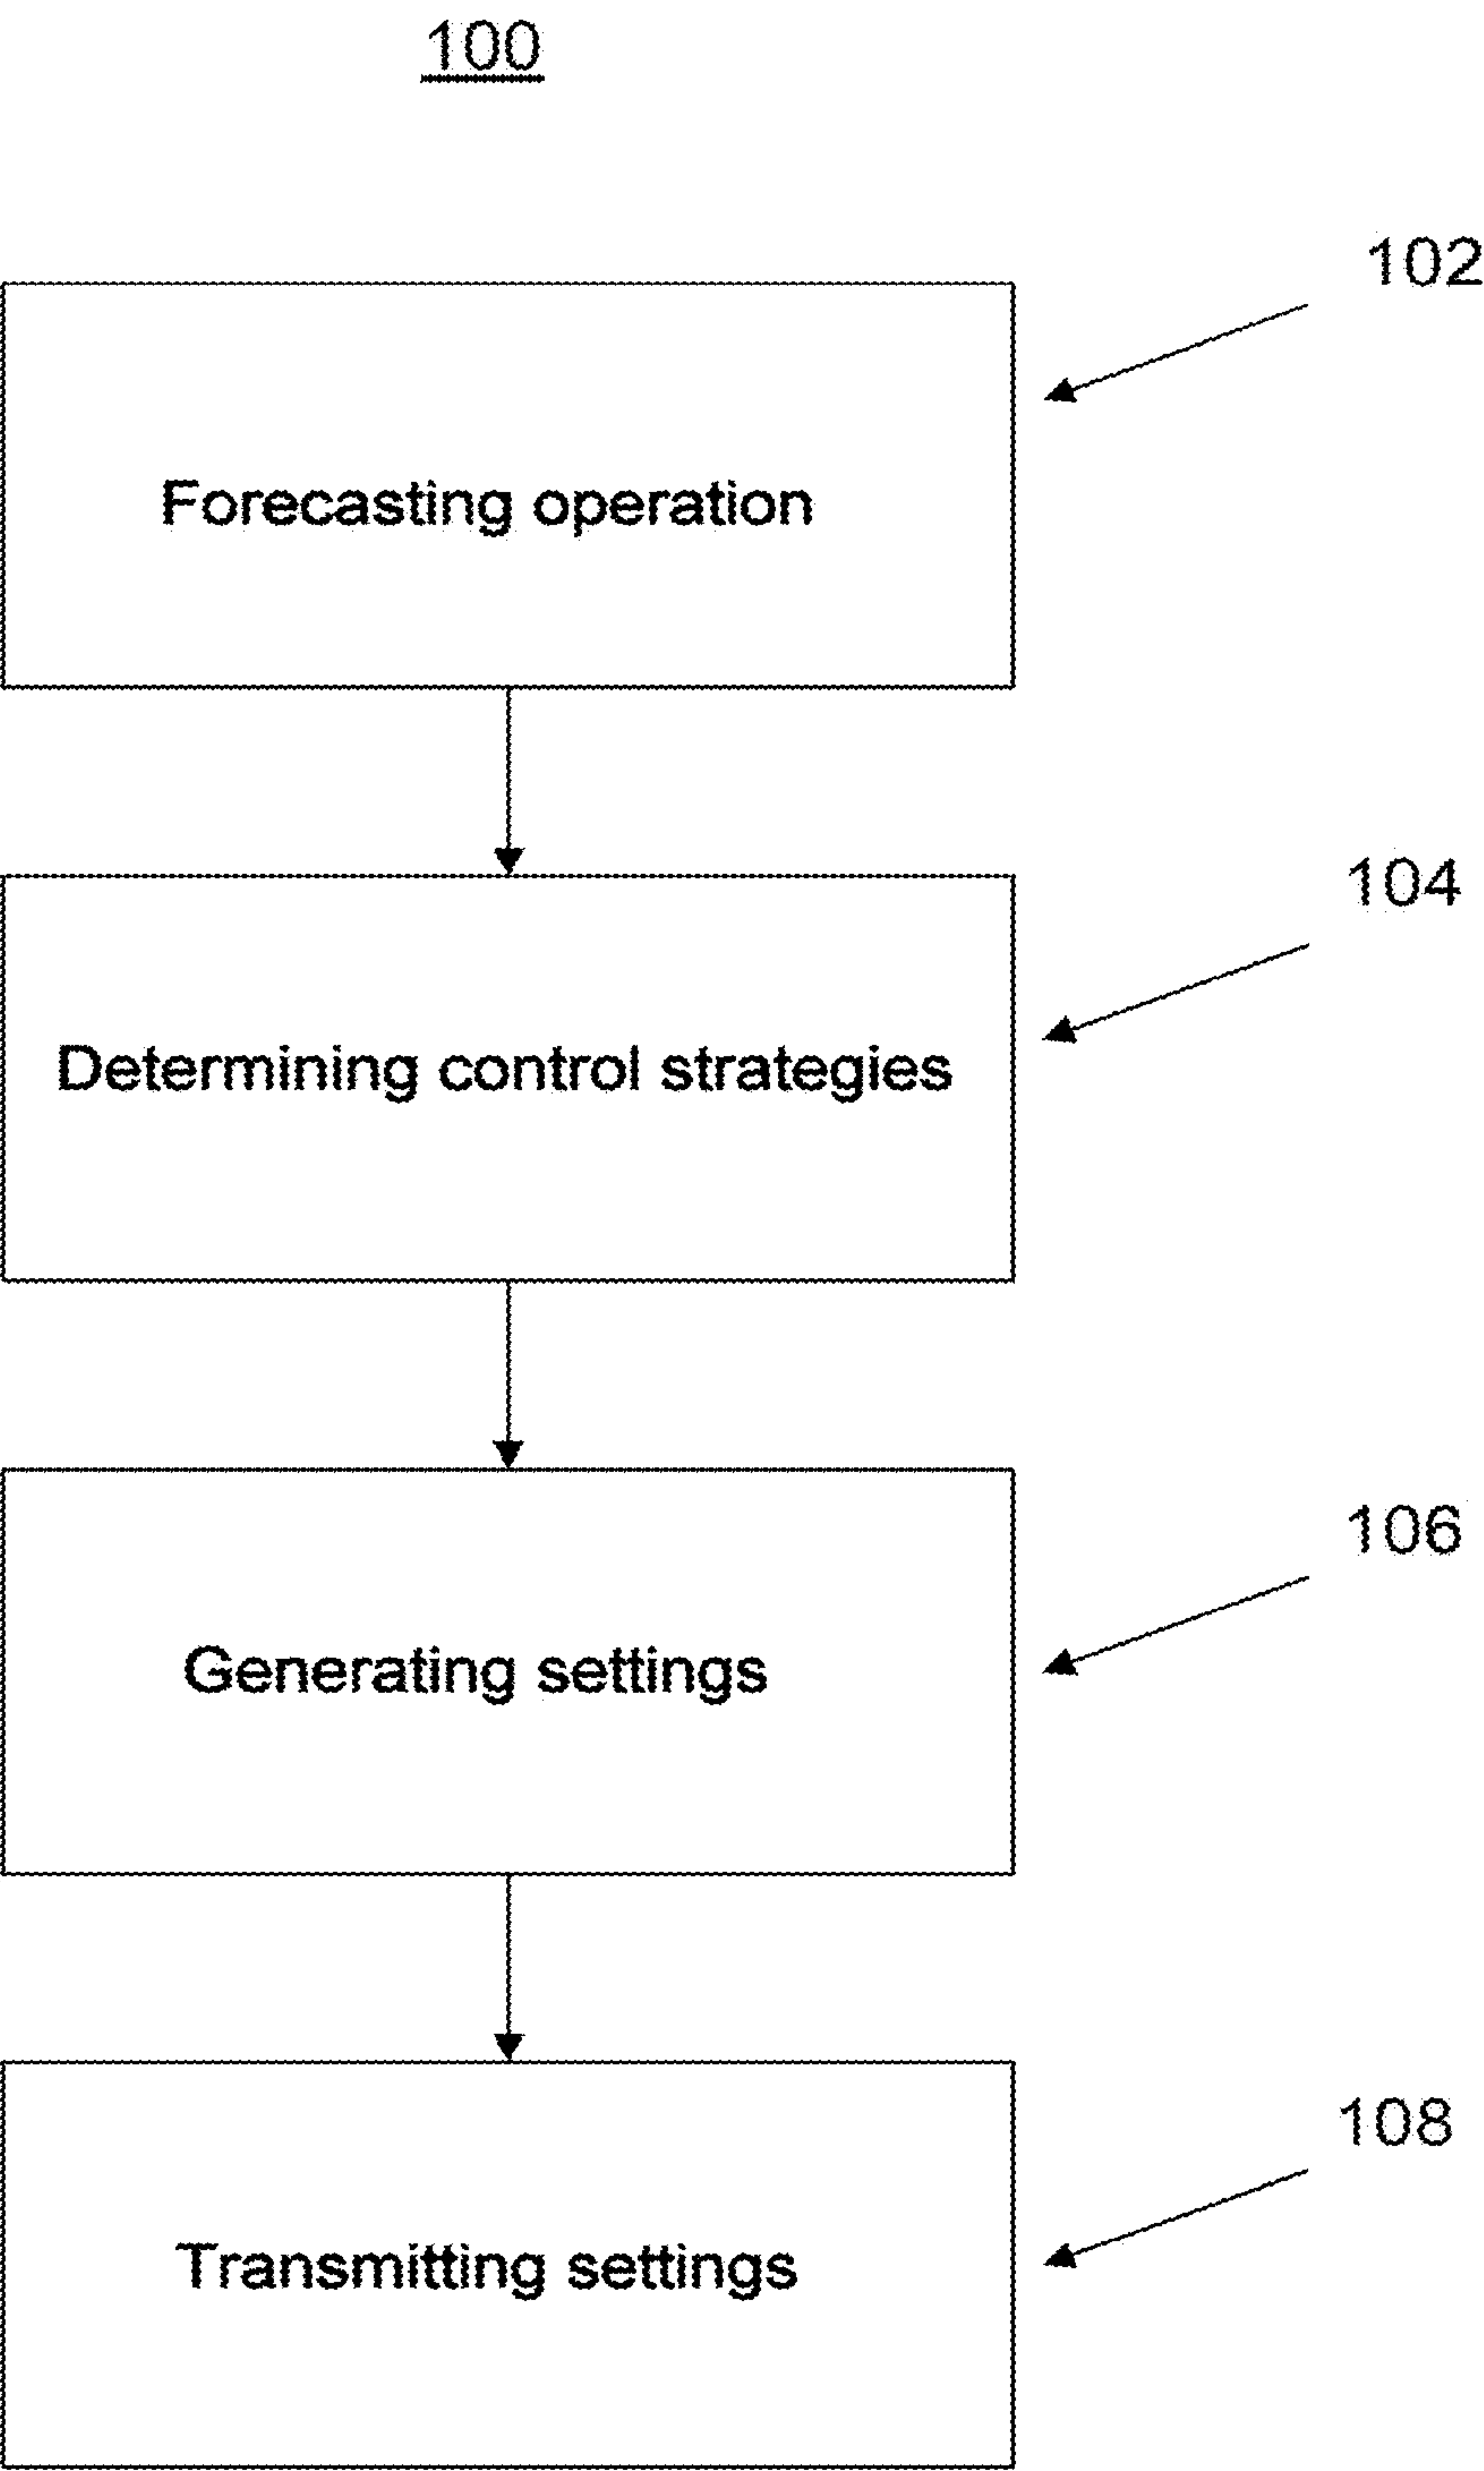 100
102
Forecasting operation
104
Determining control strategies
106
Generating settings
108
Transmitting settings